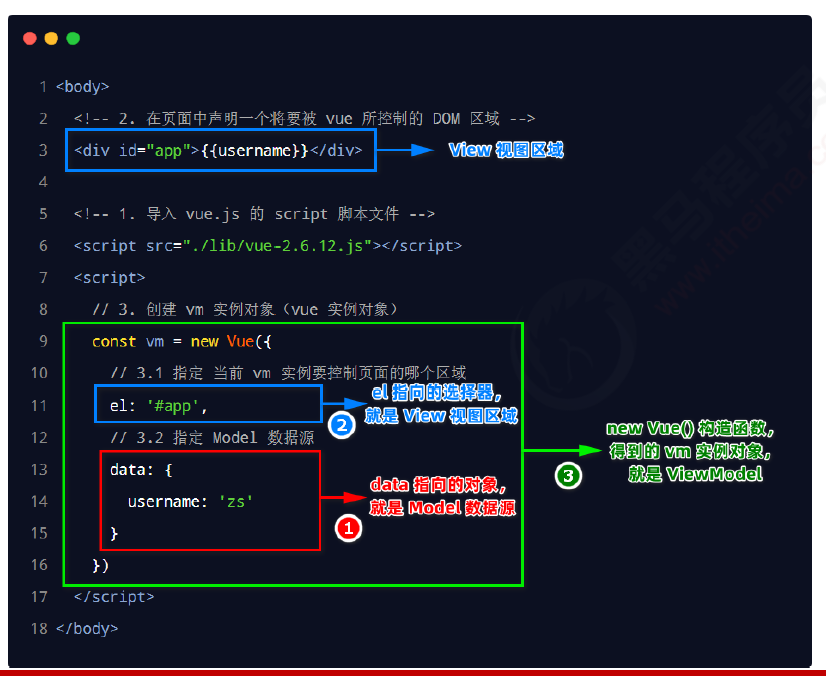 1 <body>
2 <!-- 2. 在页面中声明一个将要被 vue 所控制的 DOM 区域 -->
3 <div id="app">{{username}}</div>
View 视图区域
4
5 <!-- 1. 导入 vue.js 的 script 脚本文件 -->
6 <script src="./lib/vue-2.6.12.js"></script>
7 <script>
8 // 3. 创建 vm 实例对象（vue 实例对象）
9 const vm = new Vue({
10 // 3.1 指定 当前 vm 实例要控制页面的哪个区域
11 el: '#app',
2
el 指向的选择器，
就是 View 视图区域
12 // 3.2 指定 Model 数据源
13 data: {
14 username: 'zs'
15 }
1
data 指向的对象，
就是 Model 数据源
16 })
17 </script>
18 </body>
3
new Vue() 构造函数，
得到的 vm 实例对象，
就是 ViewModel
黑马程序员